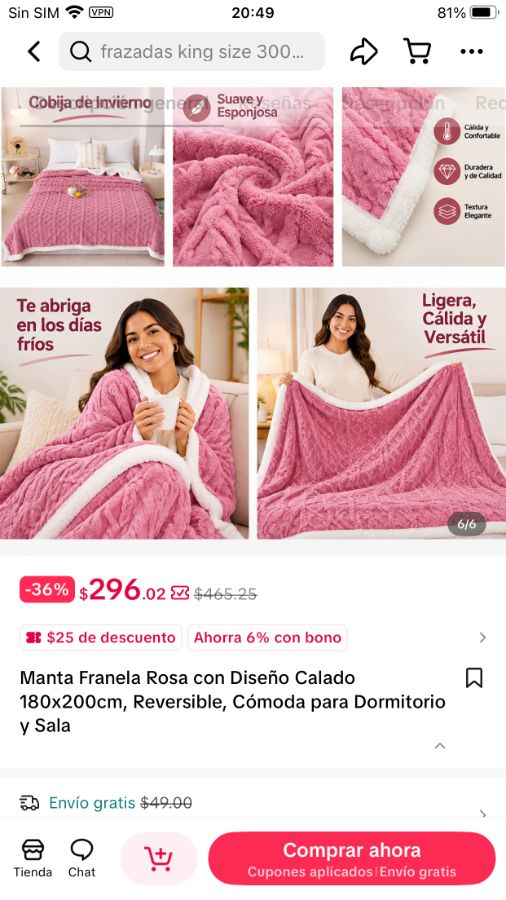 Sin SIM VPN 20:49 81%
frazadas king size 300...
Cobija de Invierno
Suave y
Esponjosa
Reseñas
Rec
Cálida y
Confortable
Duradera
y de Calidad
Textura
Elegante
Te abriga
en los días
fríos
Ligera,
Cálida y
Versátil
6/6
-36% $296.02 $465.25
$25 de descuento Ahorra 6% con bono
Manta Franela Rosa con Diseño Calado
180x200cm, Reversible, Cómoda para Dormitorio
y Sala
Envío gratis $49.00
Tienda
Chat
Comprar ahora
Cupones aplicados | Envío gratis